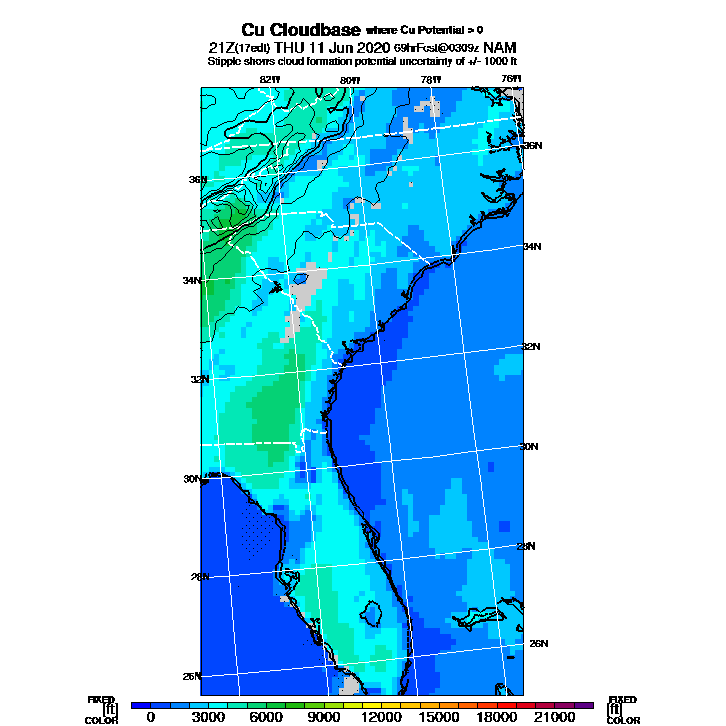 Cu Cloudbase where Cu Potential > 0
21Z(17edt) THU 11 Jun 2020 69hrFcst@0309z NAM
Stipple shows cloud formation potential uncertainty of +/- 1000 ft
82W 80W 78W 76W
36N
36N
34N
34N
32N
32N
30N
30N
28N
28N
26N
26N
FIXED FIXED
[ft] 0 3000 6000 9000 12000 15000 18000 21000 [ft]
COLOR COLOR